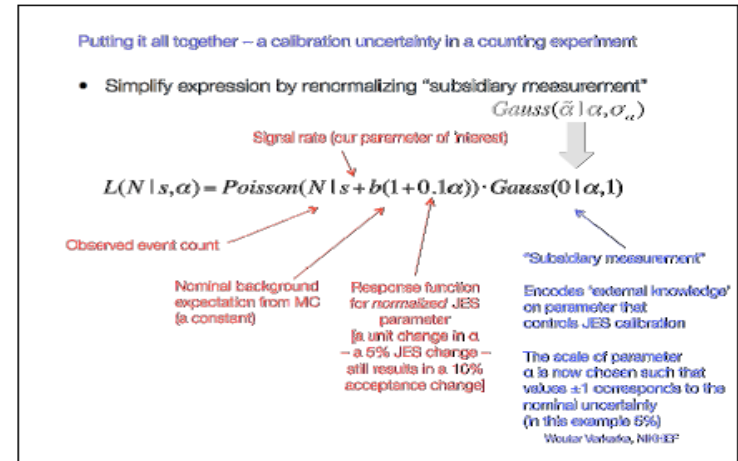 Putting it all together – a calibration uncertainty in a counting experiment
• Simplify expression by renormalizing "subsidiary measurement"
Gauss(α̃ | α,σ_α)
Signal rate (our parameter of interest)
L(N | s,α) = Poisson(N | s + b(1+0.1α)) · Gauss(0 | α,1)
Observed event count
Nominal background
expectation from MC
(a constant)
Response function
for normalized JES
parameter
[a unit change in α
– a 5% JES change –
still results in a 10%
acceptance change]
"Subsidiary measurement"
Encodes 'external knowledge'
on parameter that
controls JES calibration
The scale of parameter
α is now chosen such that
values ±1 corresponds to the
nominal uncertainty
(in this example 5%)
Wouter Verkerke, NIKHEF